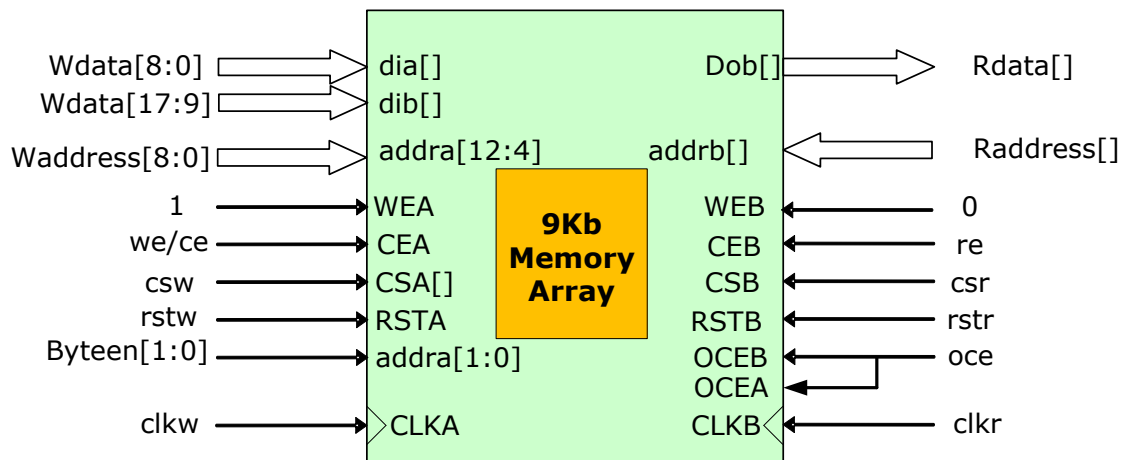 Wdata[8:0] dia[] Dob[] Rdata[]
Wdata[17:9] dib[]
Waddress[8:0] addra[12:4] addrb[] Raddress[]
1 WEA WEB 0
we/ce CEA CEB re
csw CSA[] CSB csr
rstw RSTA RSTB rstr
Byteen[1:0] addra[1:0] OCEB oce
OCEA
clkw CLKA CLKB clkr
9Kb
Memory
Array